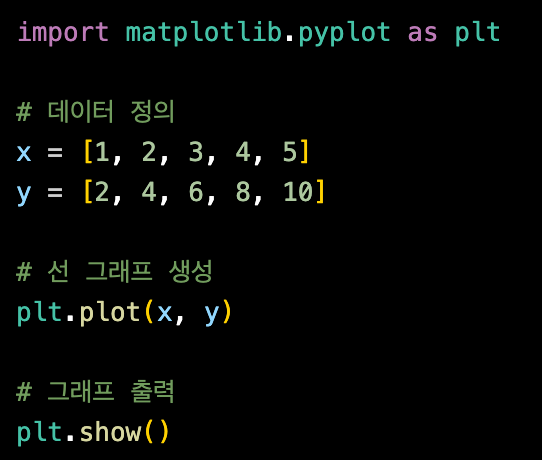 import matplotlib.pyplot as plt
# 데이터 정의
x = [1, 2, 3, 4, 5]
y = [2, 4, 6, 8, 10]
# 선 그래프 생성
plt.plot(x, y)
# 그래프 출력
plt.show()